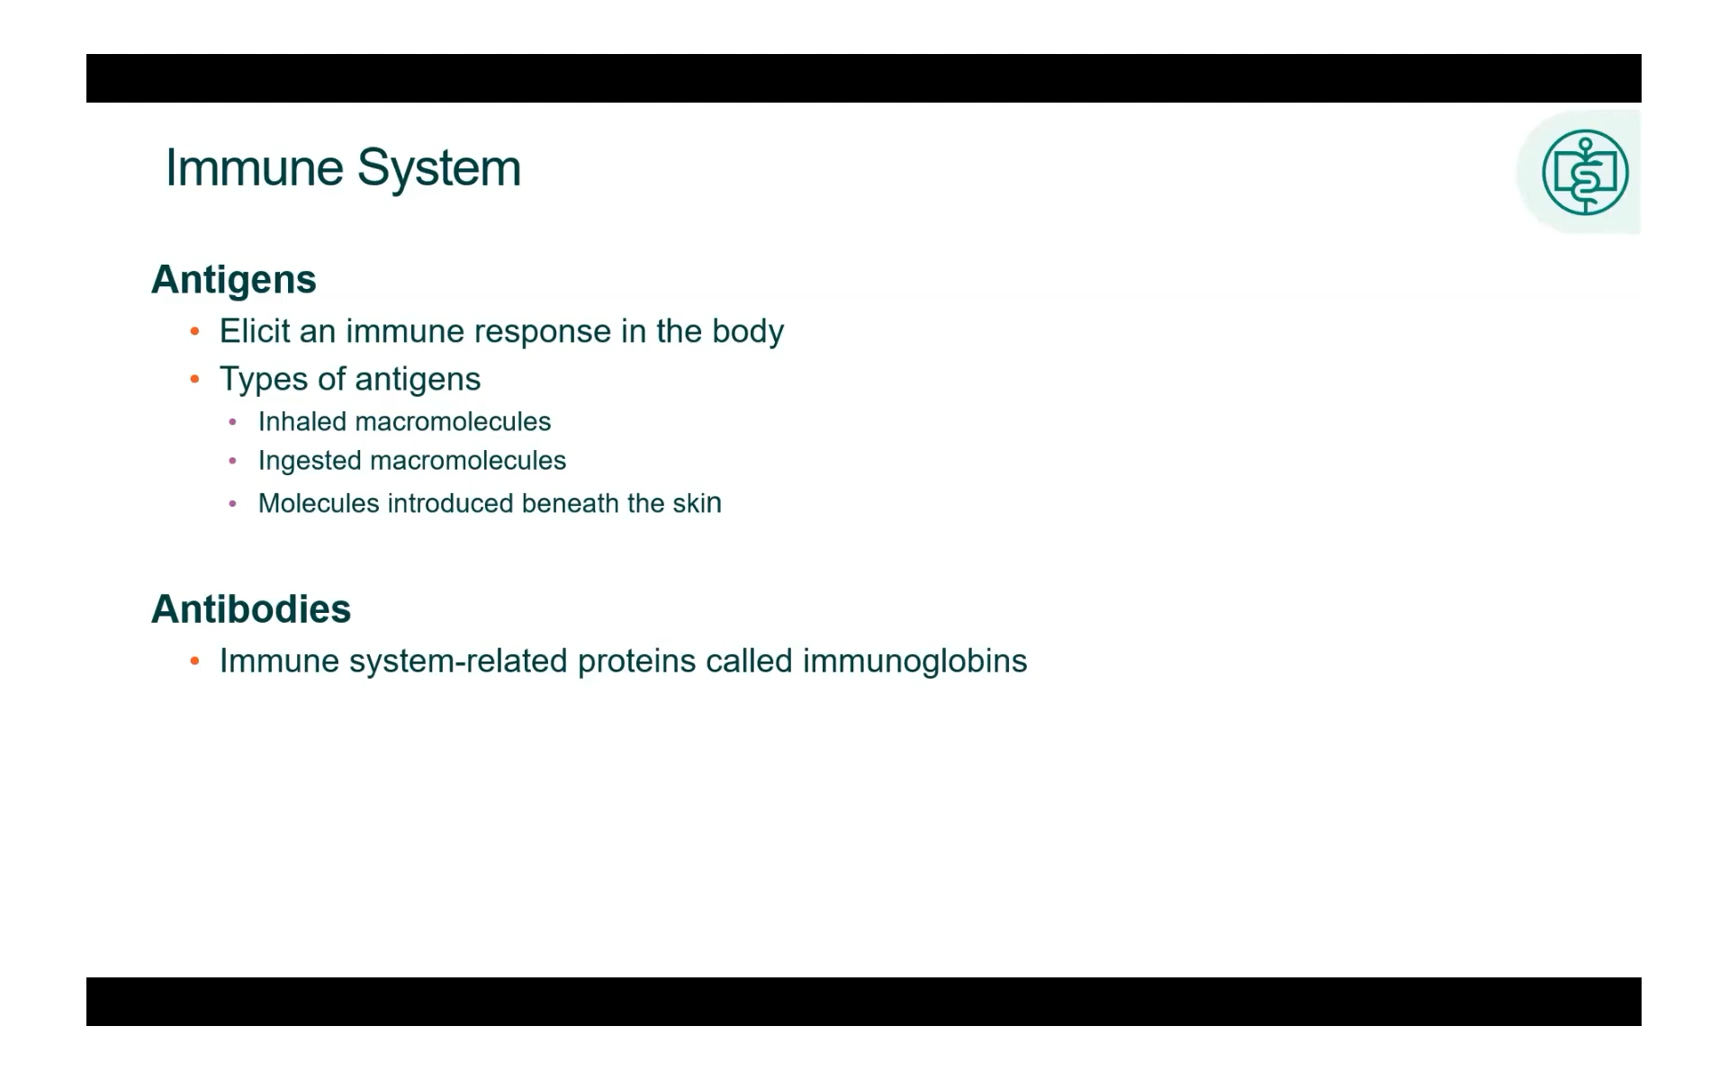 Immune System
Antigens
• Elicit an immune response in the body
• Types of antigens
• Inhaled macromolecules
• Ingested macromolecules
• Molecules introduced beneath the skin
Antibodies
• Immune system-related proteins called immunoglobins